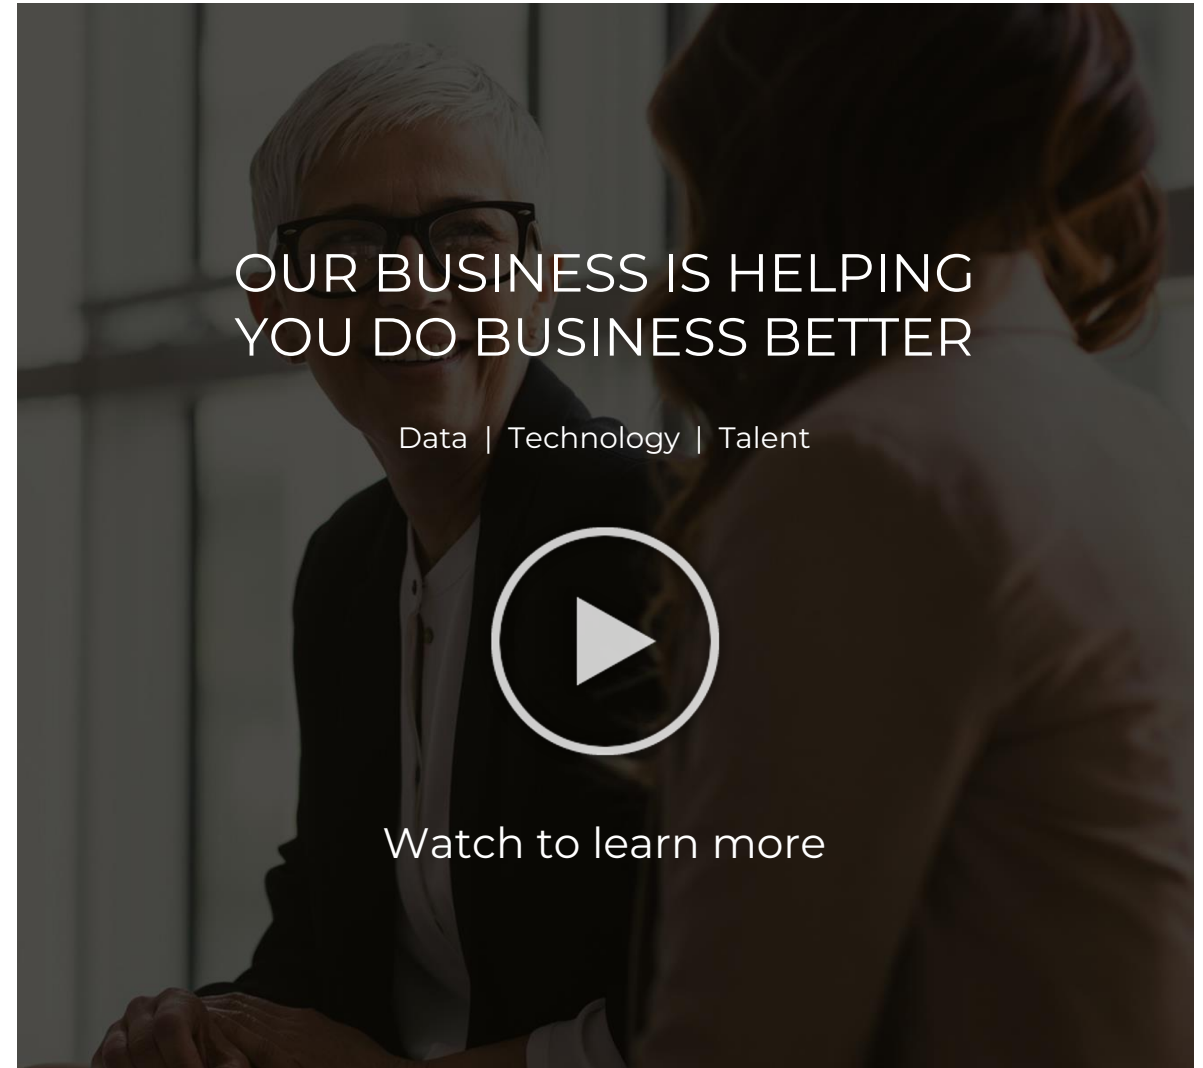 OUR BUSINESS IS HELPING
YOU DO BUSINESS BETTER
Data | Technology | Talent
Watch to learn more